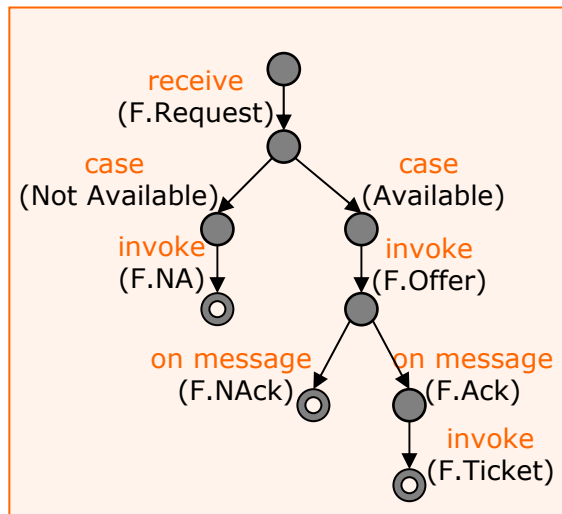 receive
(F.Request)
case
(Not Available)
case
(Available)
invoke
(F.NA)
invoke
(F.Offer)
on message
(F.NAck)
on message
(F.Ack)
invoke
(F.Ticket)